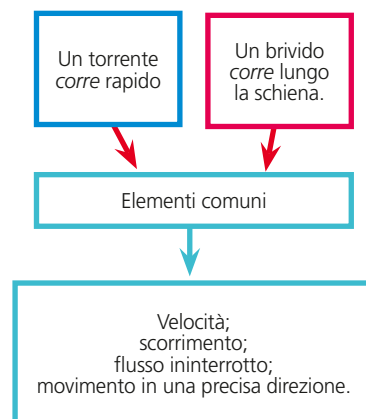 Un torrente
corre rapido
Un brivido
corre lungo
la schiena.
Elementi comuni
Velocità;
scorrimento;
flusso ininterrotto;
movimento in una precisa direzione.